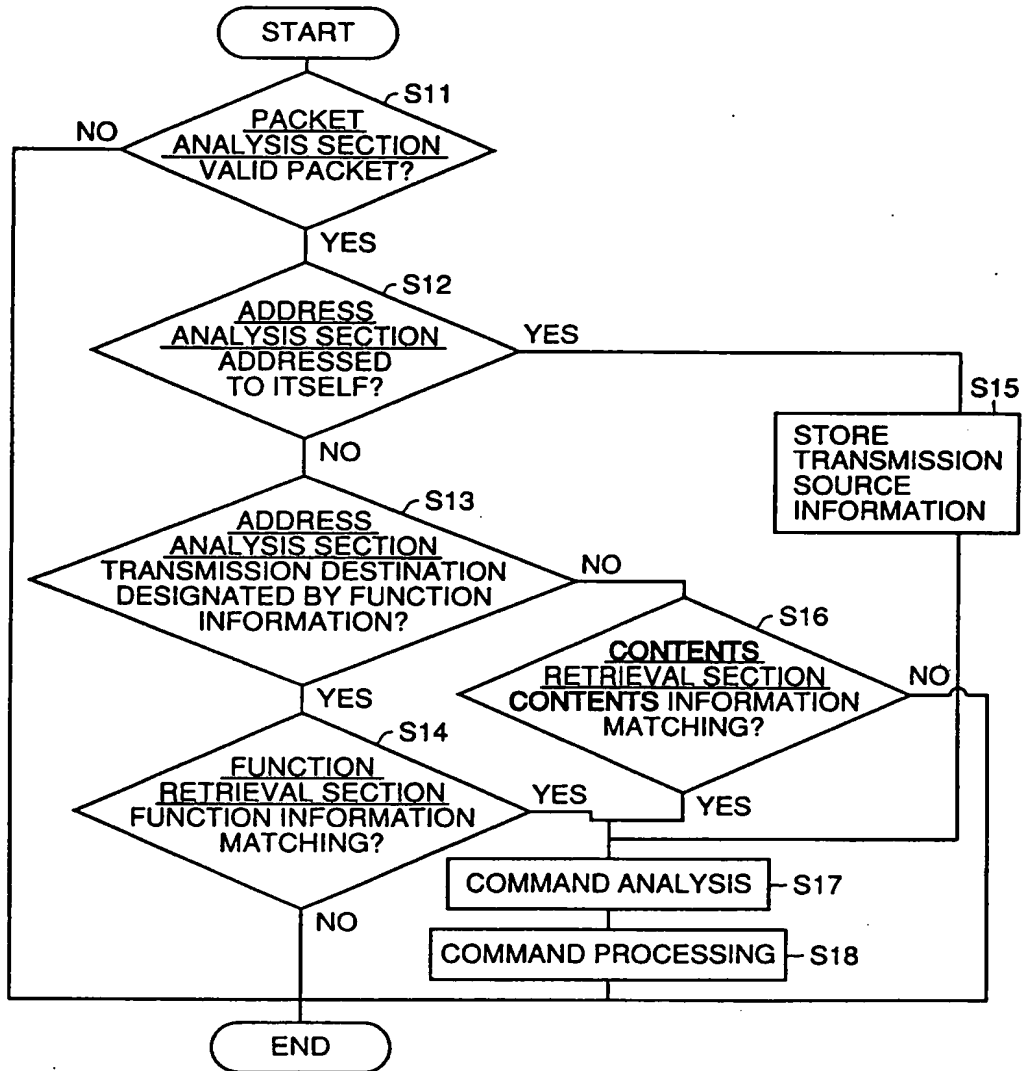 START
S11
NO
PACKET
ANALYSIS SECTION
VALID PACKET?
YES
S12
ADDRESS
ANALYSIS SECTION
ADDRESSED
TO ITSELF?
YES
S15
NO
STORE
TRANSMISSION
SOURCE
INFORMATION
S13
ADDRESS
ANALYSIS SECTION
TRANSMISSION DESTINATION
DESIGNATED BY FUNCTION
INFORMATION?
NO
S16
CONTENTS
RETRIEVAL SECTION
CONTENTS INFORMATION
MATCHING?
NO
YES
YES
S14
FUNCTION
RETRIEVAL SECTION
FUNCTION INFORMATION
MATCHING?
YES
NO
COMMAND ANALYSIS
S17
COMMAND PROCESSING
S18
END